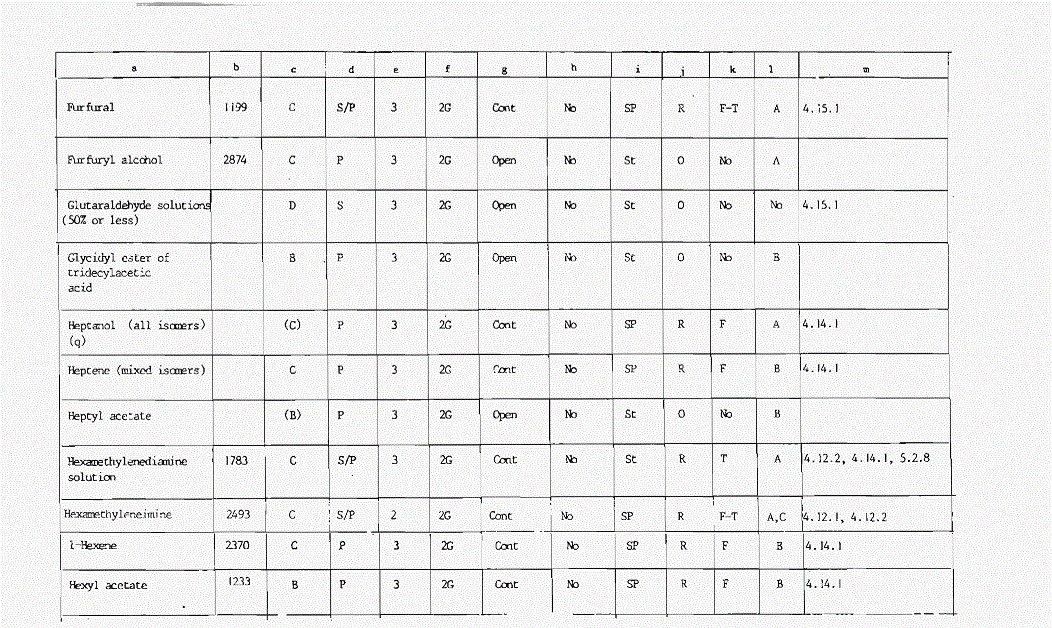 a b c d e f g h i j k l m
Furfural 1199 C S/P 3 2G Cont No SP R F-T A 4.15.1
Furfuryl alcohol 2874 C P 3 2G Open No St O No A
Glutaraldehyde solutions D S 3 2G Open No St O No No 4.15.1
(50% or less)
Glycidyl ester of B P 3 2G Open No St O No B
tridecylacetic
acid
Heptanol (all isomers) (C) P 3 2G Cont No SP R F A 4.14.1
(q)
Heptene (mixed isomers) C P 3 2G Cont No SP R F B 4.14.1
Heptyl acetate (B) P 3 2G Open No St O No B
Hexamethylenediamine 1783 C S/P 3 2G Cont No St R T A 4.12.2, 4.14.1, 5.2.8
solution
Hexamethyleneimine 2493 C S/P 2 2G Cont No SP R F-T A,C 4.12.1, 4.12.2
1-Hexene 2370 C P 3 2G Cont No SP R F B 4.14.1
Hexyl acetate 1233 B P 3 2G Cont No SP R F B 4.14.1